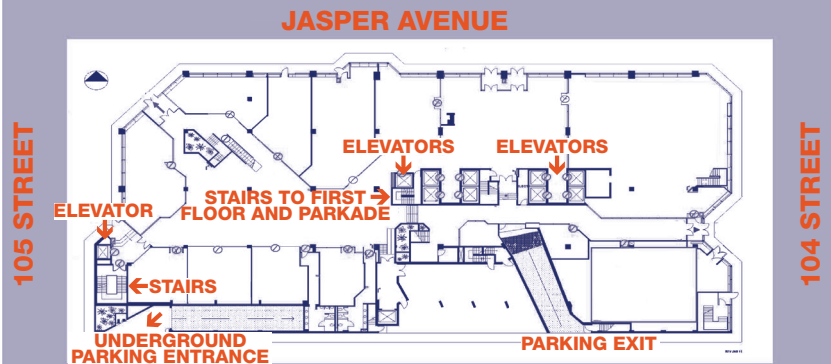 JASPER AVENUE
105 STREET
104 STREET
ELEVATORS
ELEVATORS
STAIRS TO FIRST
FLOOR AND PARKADE
ELEVATOR
STAIRS
UNDERGROUND
PARKING ENTRANCE
PARKING EXIT